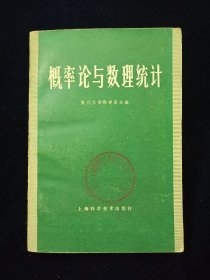 概率论与数理统计
复旦大学数学系主编
上海科学技术出版社